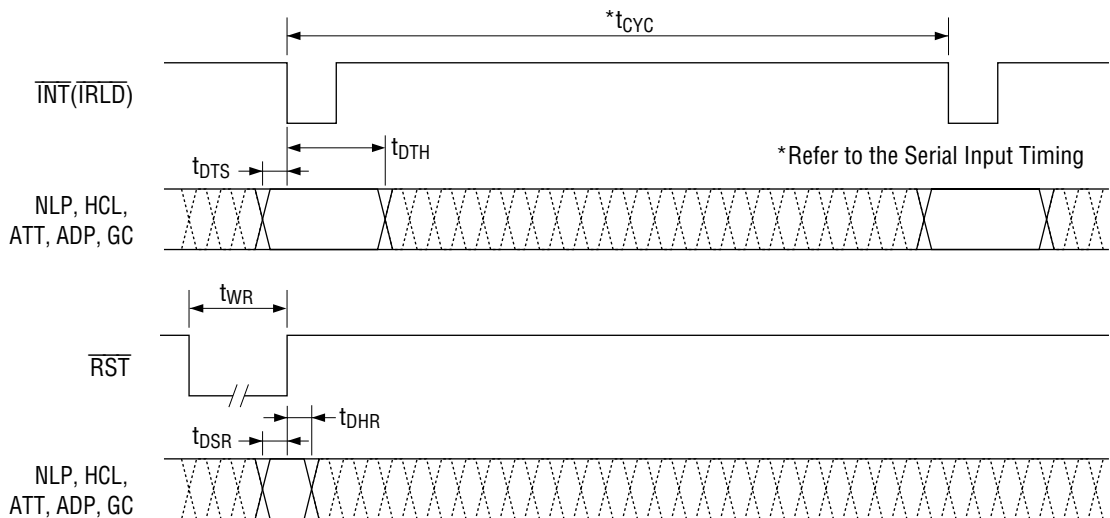 *tCYC
INT(IRLD)
tDTH
tDTS
*Refer to the Serial Input Timing
NLP, HCL,
ATT, ADP, GC
tWR
RST
tDHR
tDSR
NLP, HCL,
ATT, ADP, GC